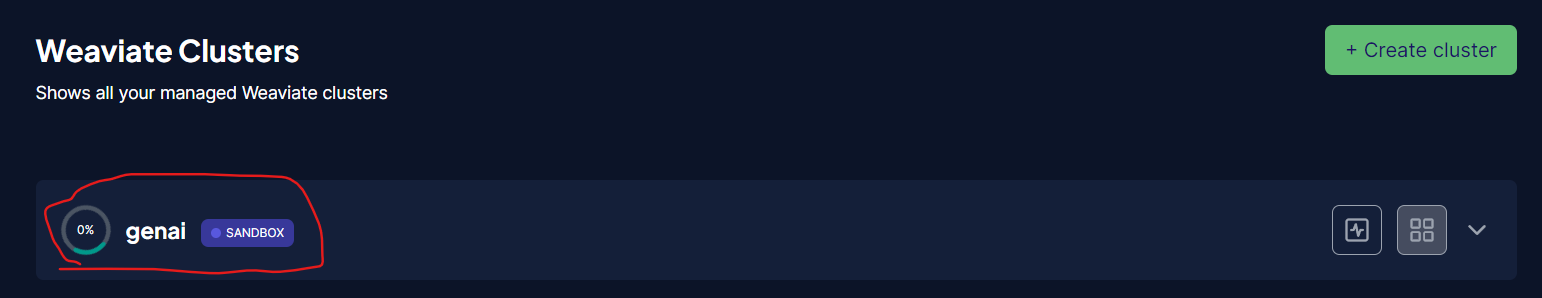 Weaviate Clusters
+ Create cluster
Shows all your managed Weaviate clusters
0% genai SANDBOX